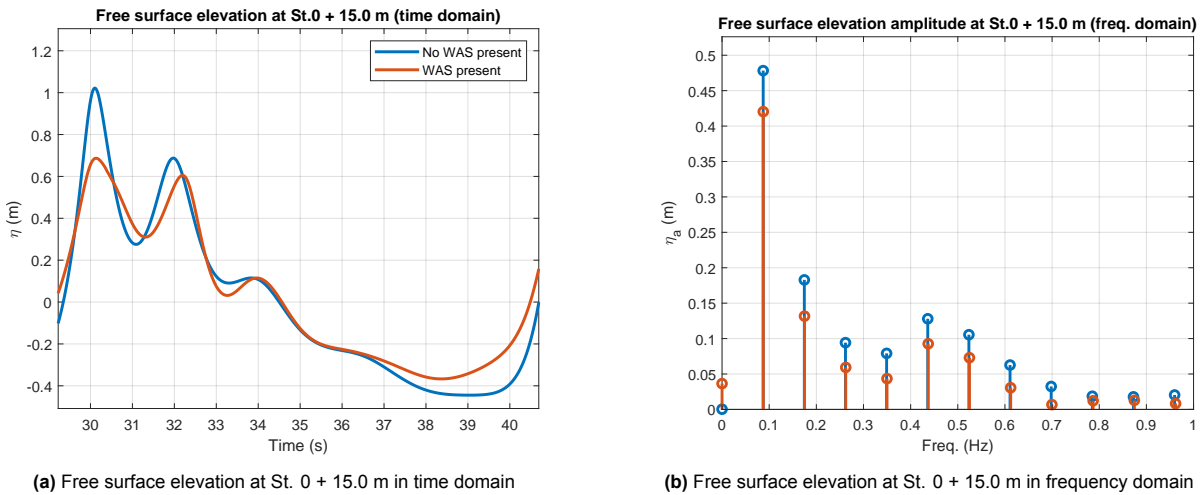 Free surface elevation at St.0 + 15.0 m (time domain)
1.2
1
0.8
0.6
0.4
0.2
0
-0.2
-0.4
η (m)
No WAS present
WAS present
30 31 32 33 34 35 36 37 38 39 40
Time (s)
(a) Free surface elevation at St. 0 + 15.0 m in time domain
Free surface elevation amplitude at St.0 + 15.0 m (freq. domain)
0.5
0.45
0.4
0.35
0.3
0.25
0.2
0.15
0.1
0.05
0
ηa (m)
0 0.1 0.2 0.3 0.4 0.5 0.6 0.7 0.8 0.9 1
Freq. (Hz)
(b) Free surface elevation at St. 0 + 15.0 m in frequency domain